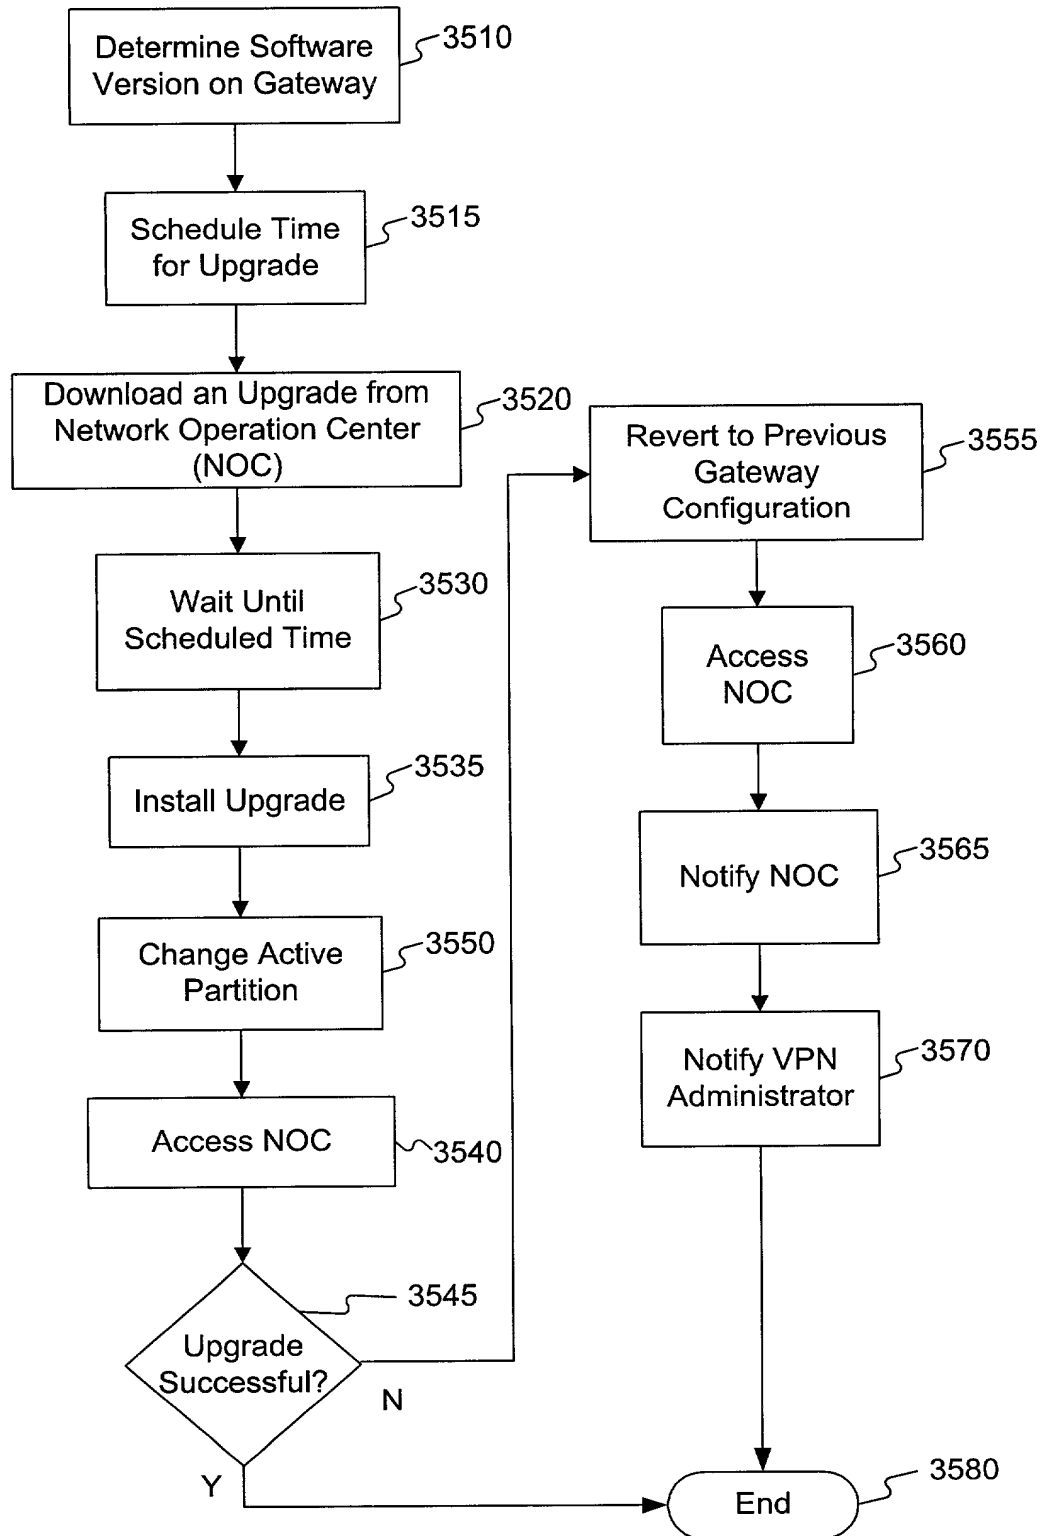 Determine Software
Version on Gateway
3510
Schedule Time
for Upgrade
3515
Download an Upgrade from
Network Operation Center
(NOC)
3520
Wait Until
Scheduled Time
3530
Install Upgrade
3535
Change Active
Partition
3550
Access NOC
3540
Upgrade
Successful?
3545
N
Y
Revert to Previous
Gateway
Configuration
3555
Access
NOC
3560
Notify NOC
3565
Notify VPN
Administrator
3570
End
3580